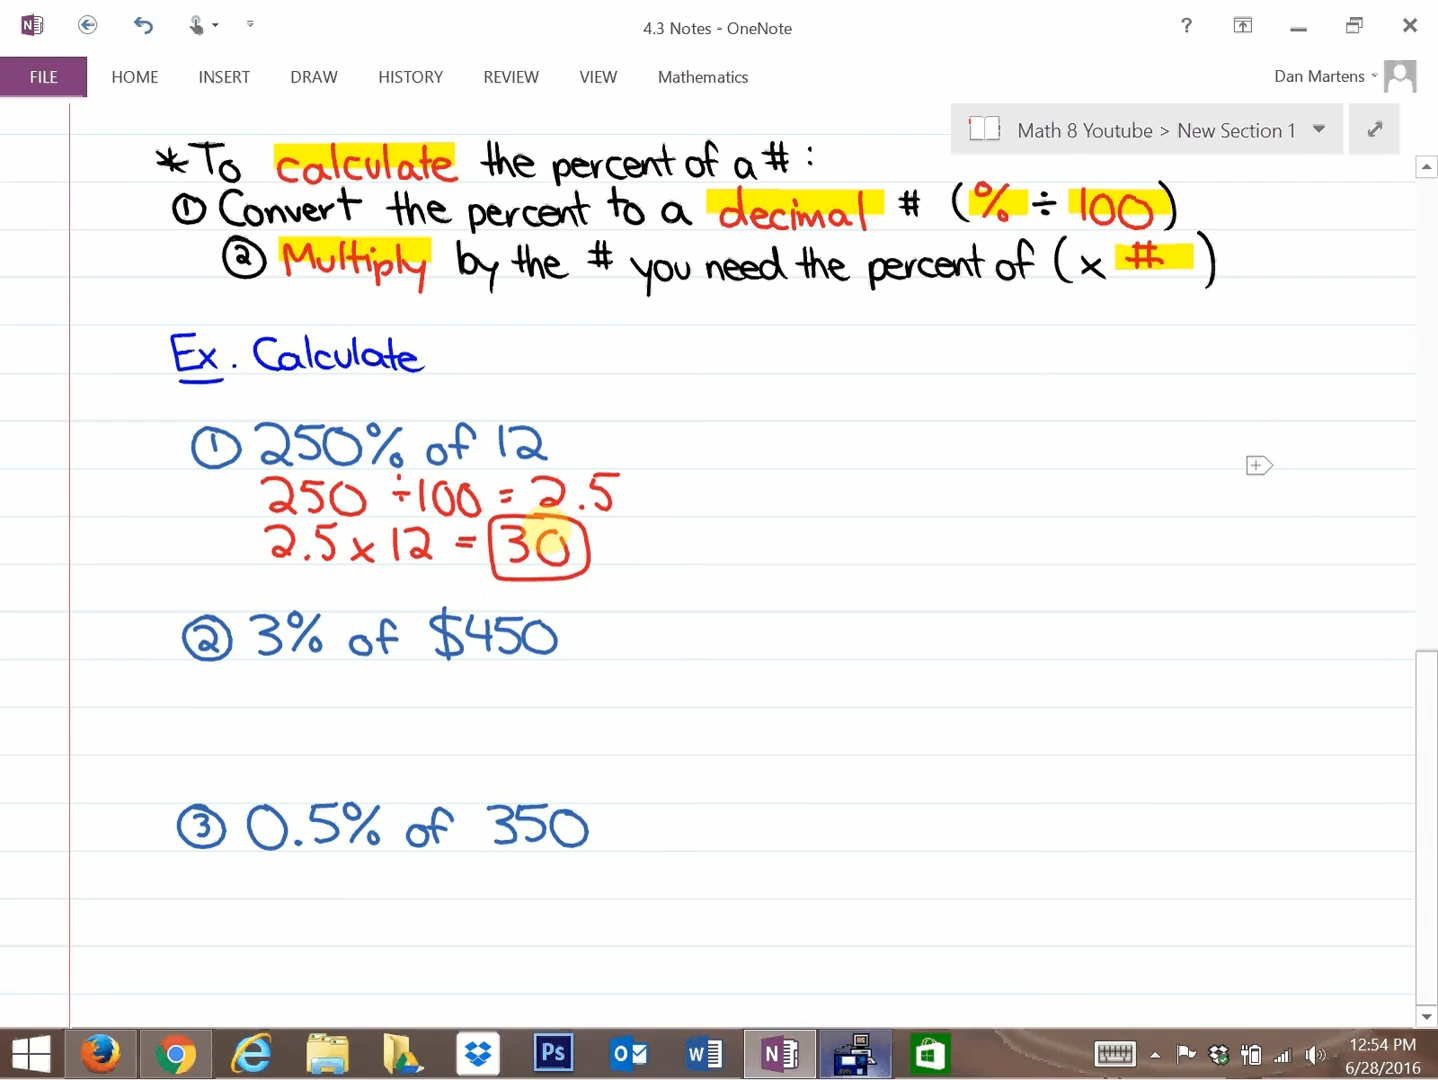 4.3 Notes - OneNote
?
FILE HOME INSERT DRAW HISTORY REVIEW VIEW Mathematics
Dan Martens
Math 8 Youtube > New Section 1
*To calculate the percent of a #:
① Convert the percent to a decimal # (% ÷ 100)
② Multiply by the # you need the percent of (x #)
Ex. Calculate
① 250% of 12
250 ÷100 = 2.5
2.5 x 12 = 30
② 3% of $450
③ 0.5% of 350
12:54 PM
6/28/2016